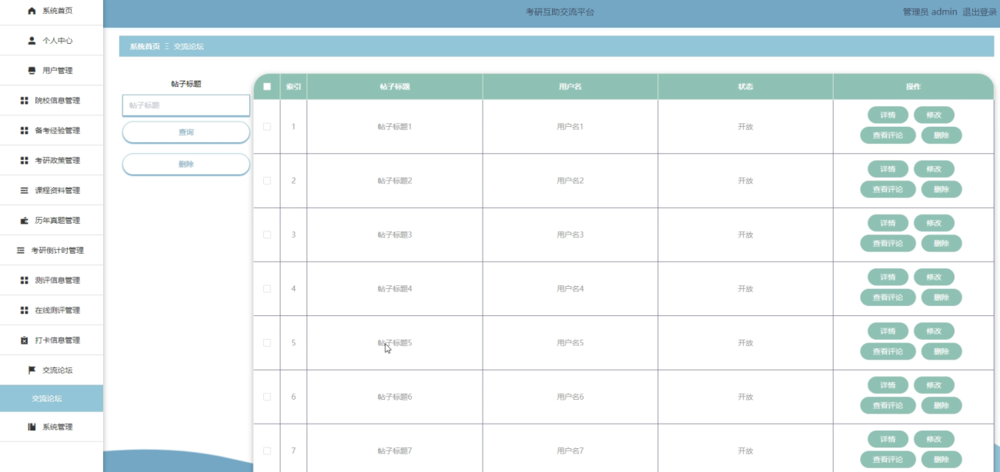 系统首页
个人中心
用户管理
院校信息管理
备考经验管理
考研政策管理
课程资料管理
历年真题管理
考研倒计时管理
测评信息管理
在线测评管理
打卡信息管理
交流论坛
交流论坛
系统管理
考研互助交流平台
管理员 admin 退出登录
系统首页 Ξ 交流论坛
帖子标题
帖子标题
查询
删除
索引 帖子标题 用户名 状态 操作
1 帖子标题1 用户名1 开放 详情 修改
查看评论 删除
2 帖子标题2 用户名2 开放 详情 修改
查看评论 删除
3 帖子标题3 用户名3 开放 详情 修改
查看评论 删除
4 帖子标题4 用户名4 开放 详情 修改
查看评论 删除
5 帖子标题5 用户名5 开放 详情 修改
查看评论 删除
6 帖子标题6 用户名6 开放 详情 修改
查看评论 删除
7 帖子标题7 用户名7 开放 详情 修改
查看评论 删除